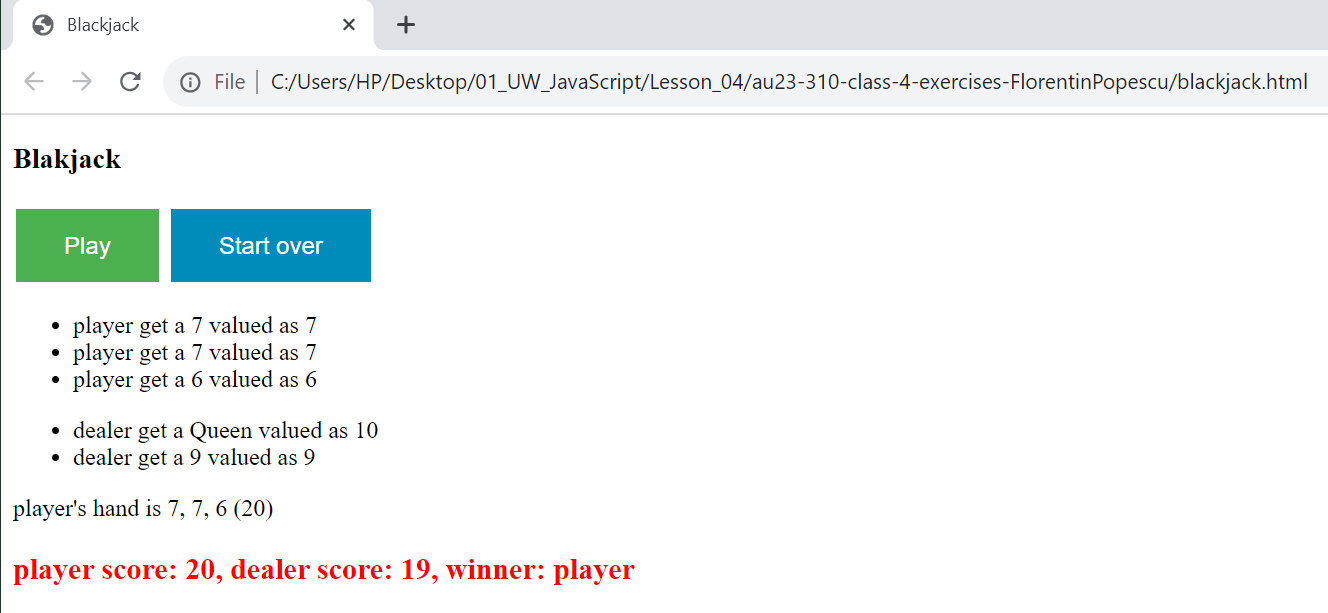 Blackjack
File C:/Users/HP/Desktop/01_UW_JavaScript/Lesson_04/au23-310-class-4-exercises-FlorentinPopescu/blackjack.html
Blakjack
Play Start over
• player get a 7 valued as 7
• player get a 7 valued as 7
• player get a 6 valued as 6
• dealer get a Queen valued as 10
• dealer get a 9 valued as 9
player's hand is 7, 7, 6 (20)
player score: 20, dealer score: 19, winner: player